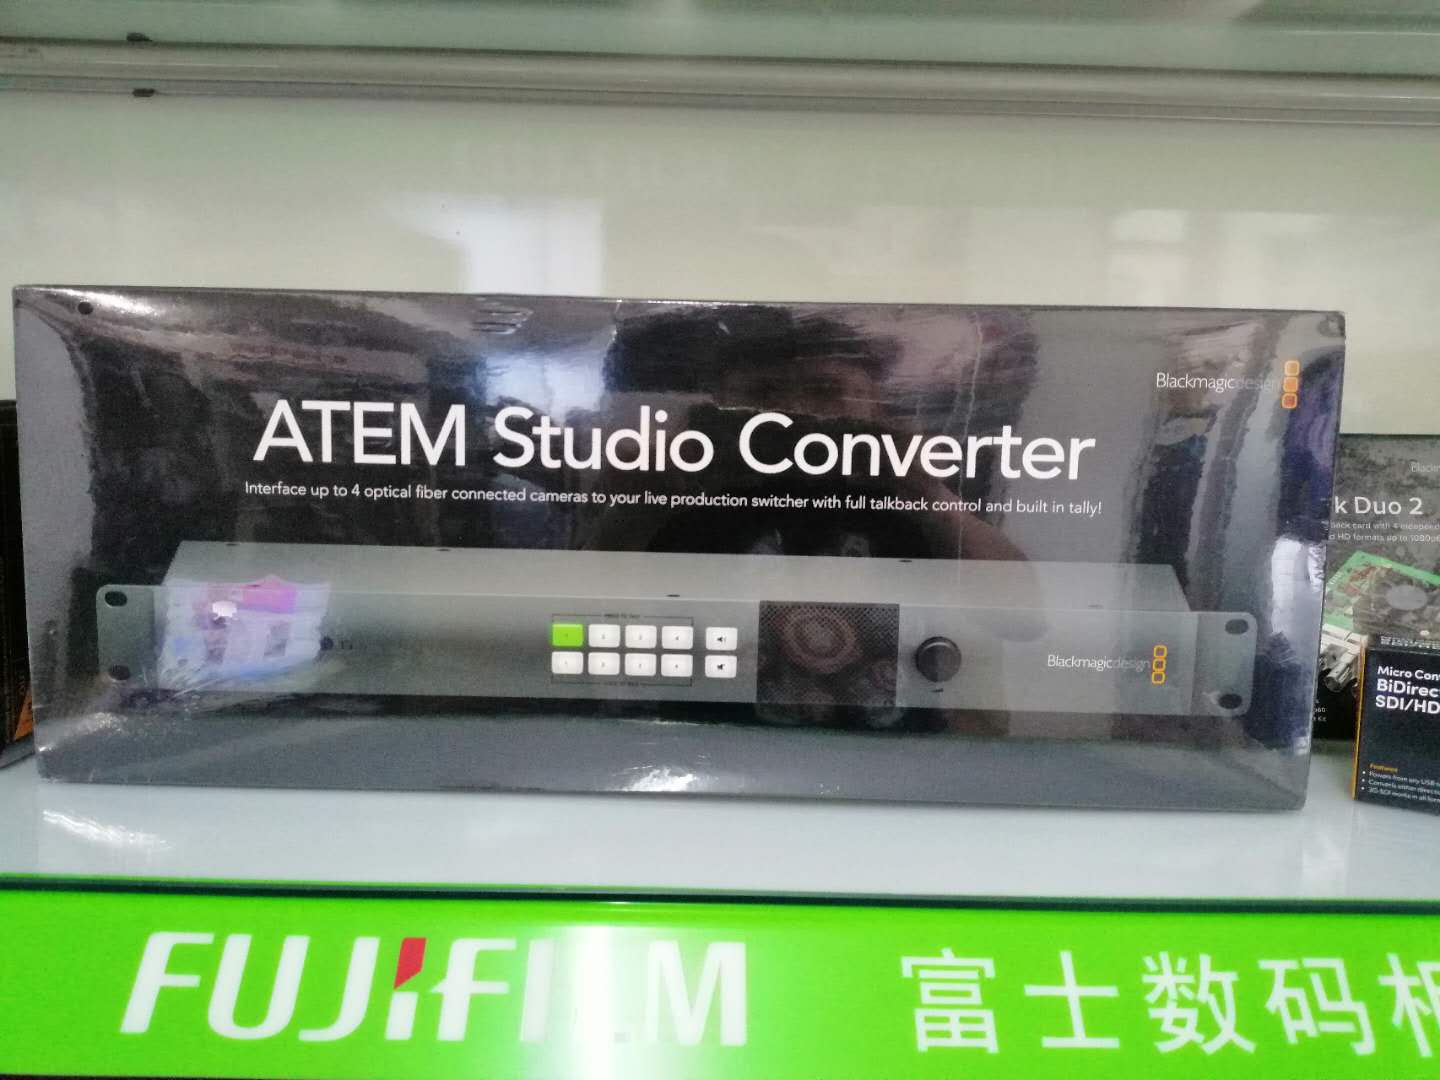 Blackmagicdesign
ATEM Studio Converter
Interface up to 4 optical fiber connected cameras to your live production switcher with full talkback control and built in tally!
Blackmagicdesign
k Duo 2
Micro Con
BiDirec
SDI/HD
Features
FUJIFILM
富士数码相